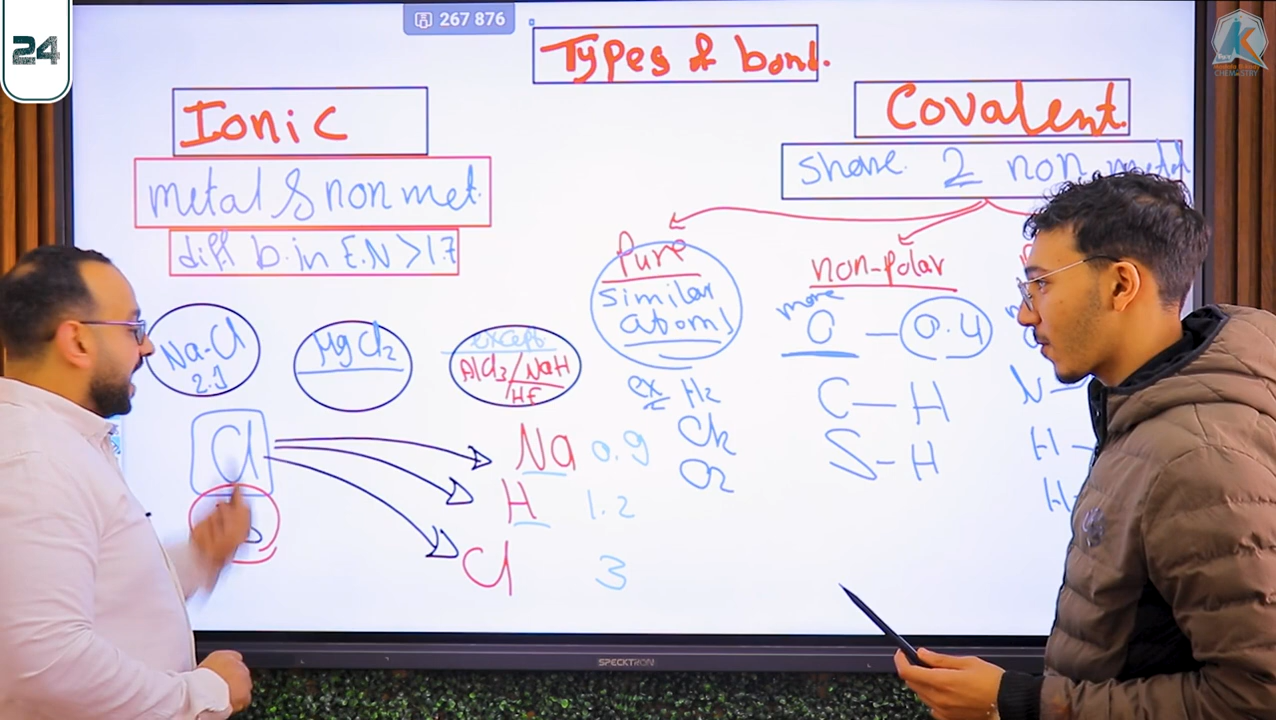 24
267 876
K
CHEMISTRY
Types of bond.
Ionic
metal & non met.
diff b.in E.N > 1.7
Na-Cl
2.1
MgCl2
except
AlCl3/NaH
HF
Cl
Na 0.9
H 1.2
Cl 3
Covalent.
share 2 non-metal
Pure
similar
atoms
ex H2
Cl2
O2
non-polar
more
0 — 0.4
C—H
S—H
N—
H-
H
SPECKTRON